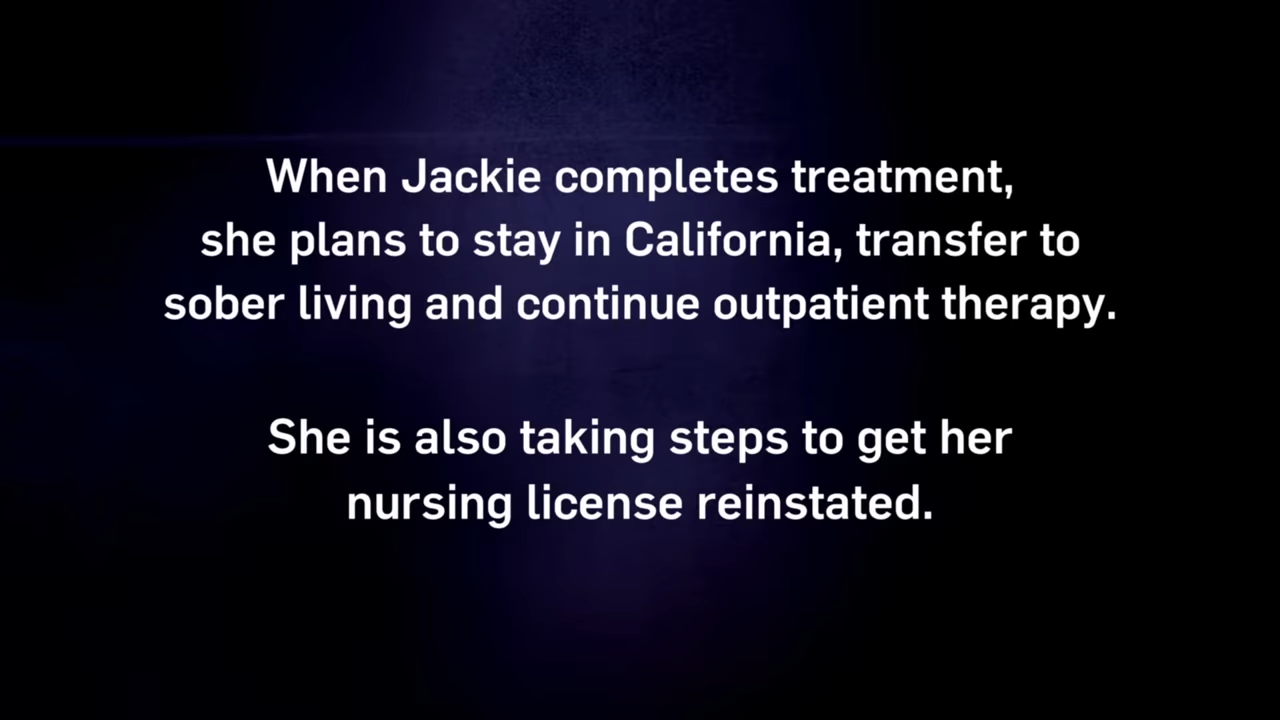 When Jackie completes treatment,
she plans to stay in California, transfer to
sober living and continue outpatient therapy.
She is also taking steps to get her
nursing license reinstated.